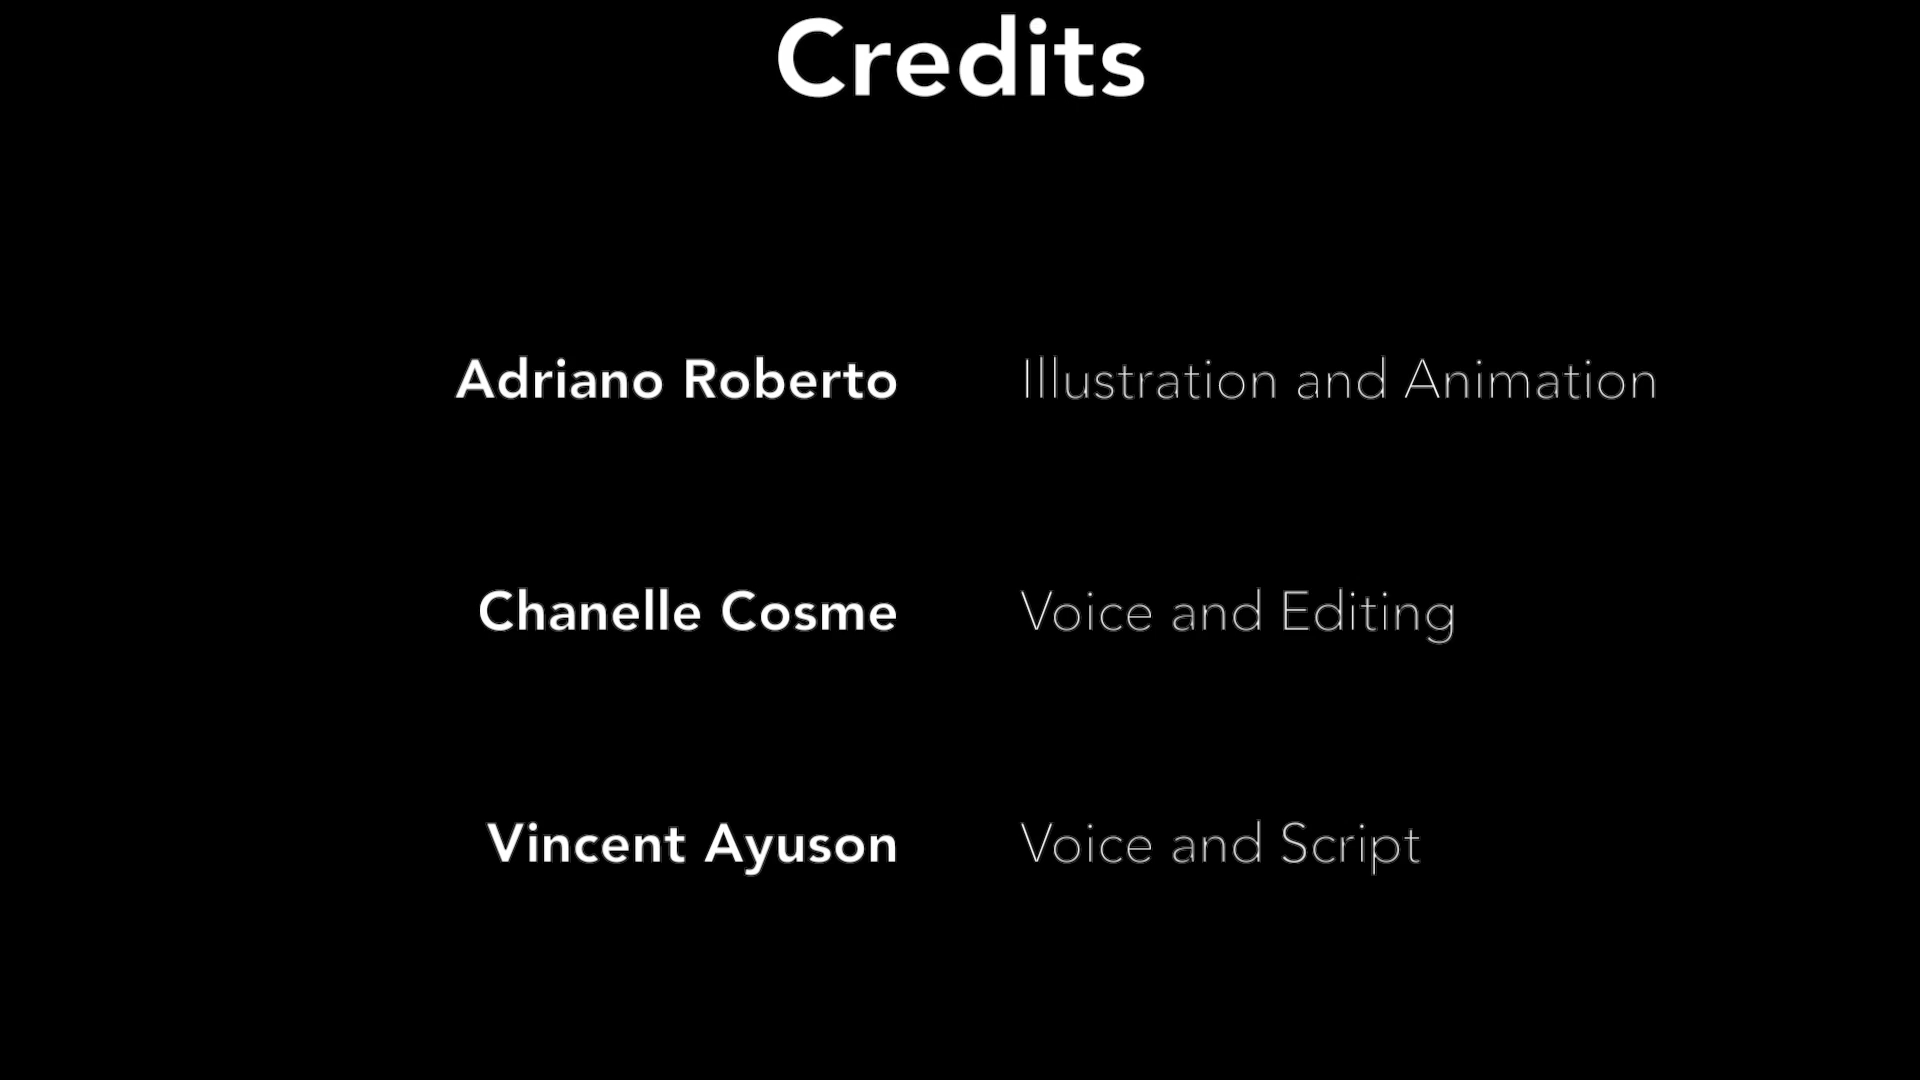 Credits
Adriano Roberto Illustration and Animation
Chanelle Cosme Voice and Editing
Vincent Ayuson Voice and Script